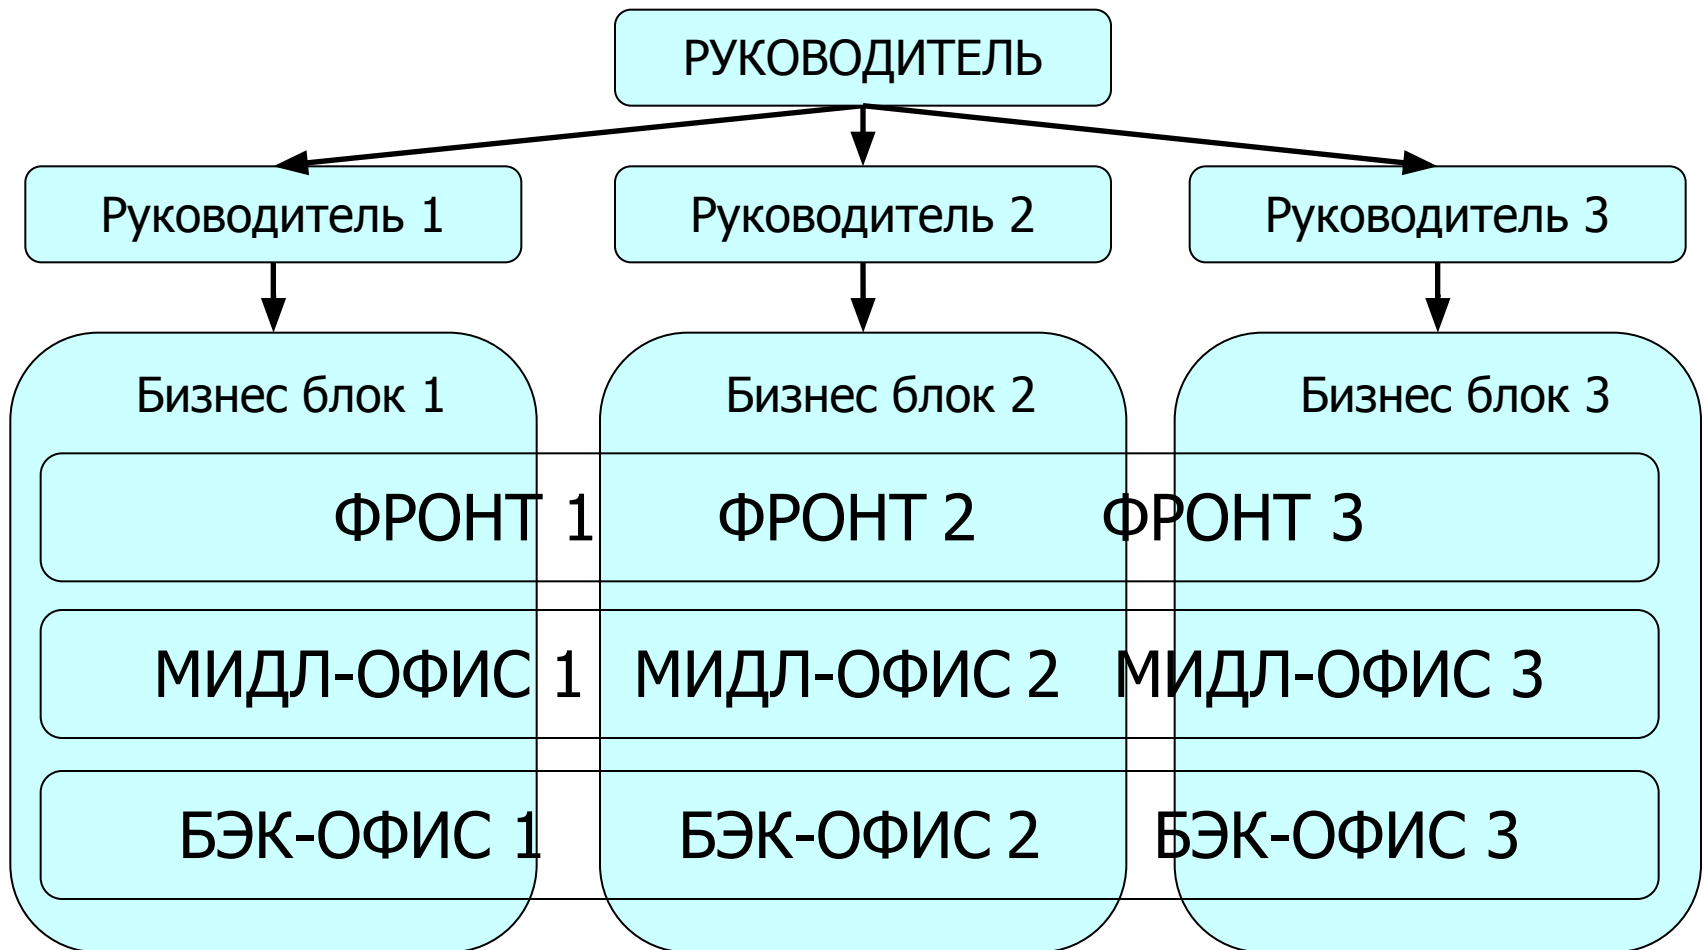 РУКОВОДИТЕЛЬ
Руководитель 1 Руководитель 2 Руководитель 3
Бизнес блок 1 Бизнес блок 2 Бизнес блок 3
ФРОНТ 1 ФРОНТ 2 ФРОНТ 3
МИДЛ-ОФИС 1 МИДЛ-ОФИС 2 МИДЛ-ОФИС 3
БЭК-ОФИС 1 БЭК-ОФИС 2 БЭК-ОФИС 3